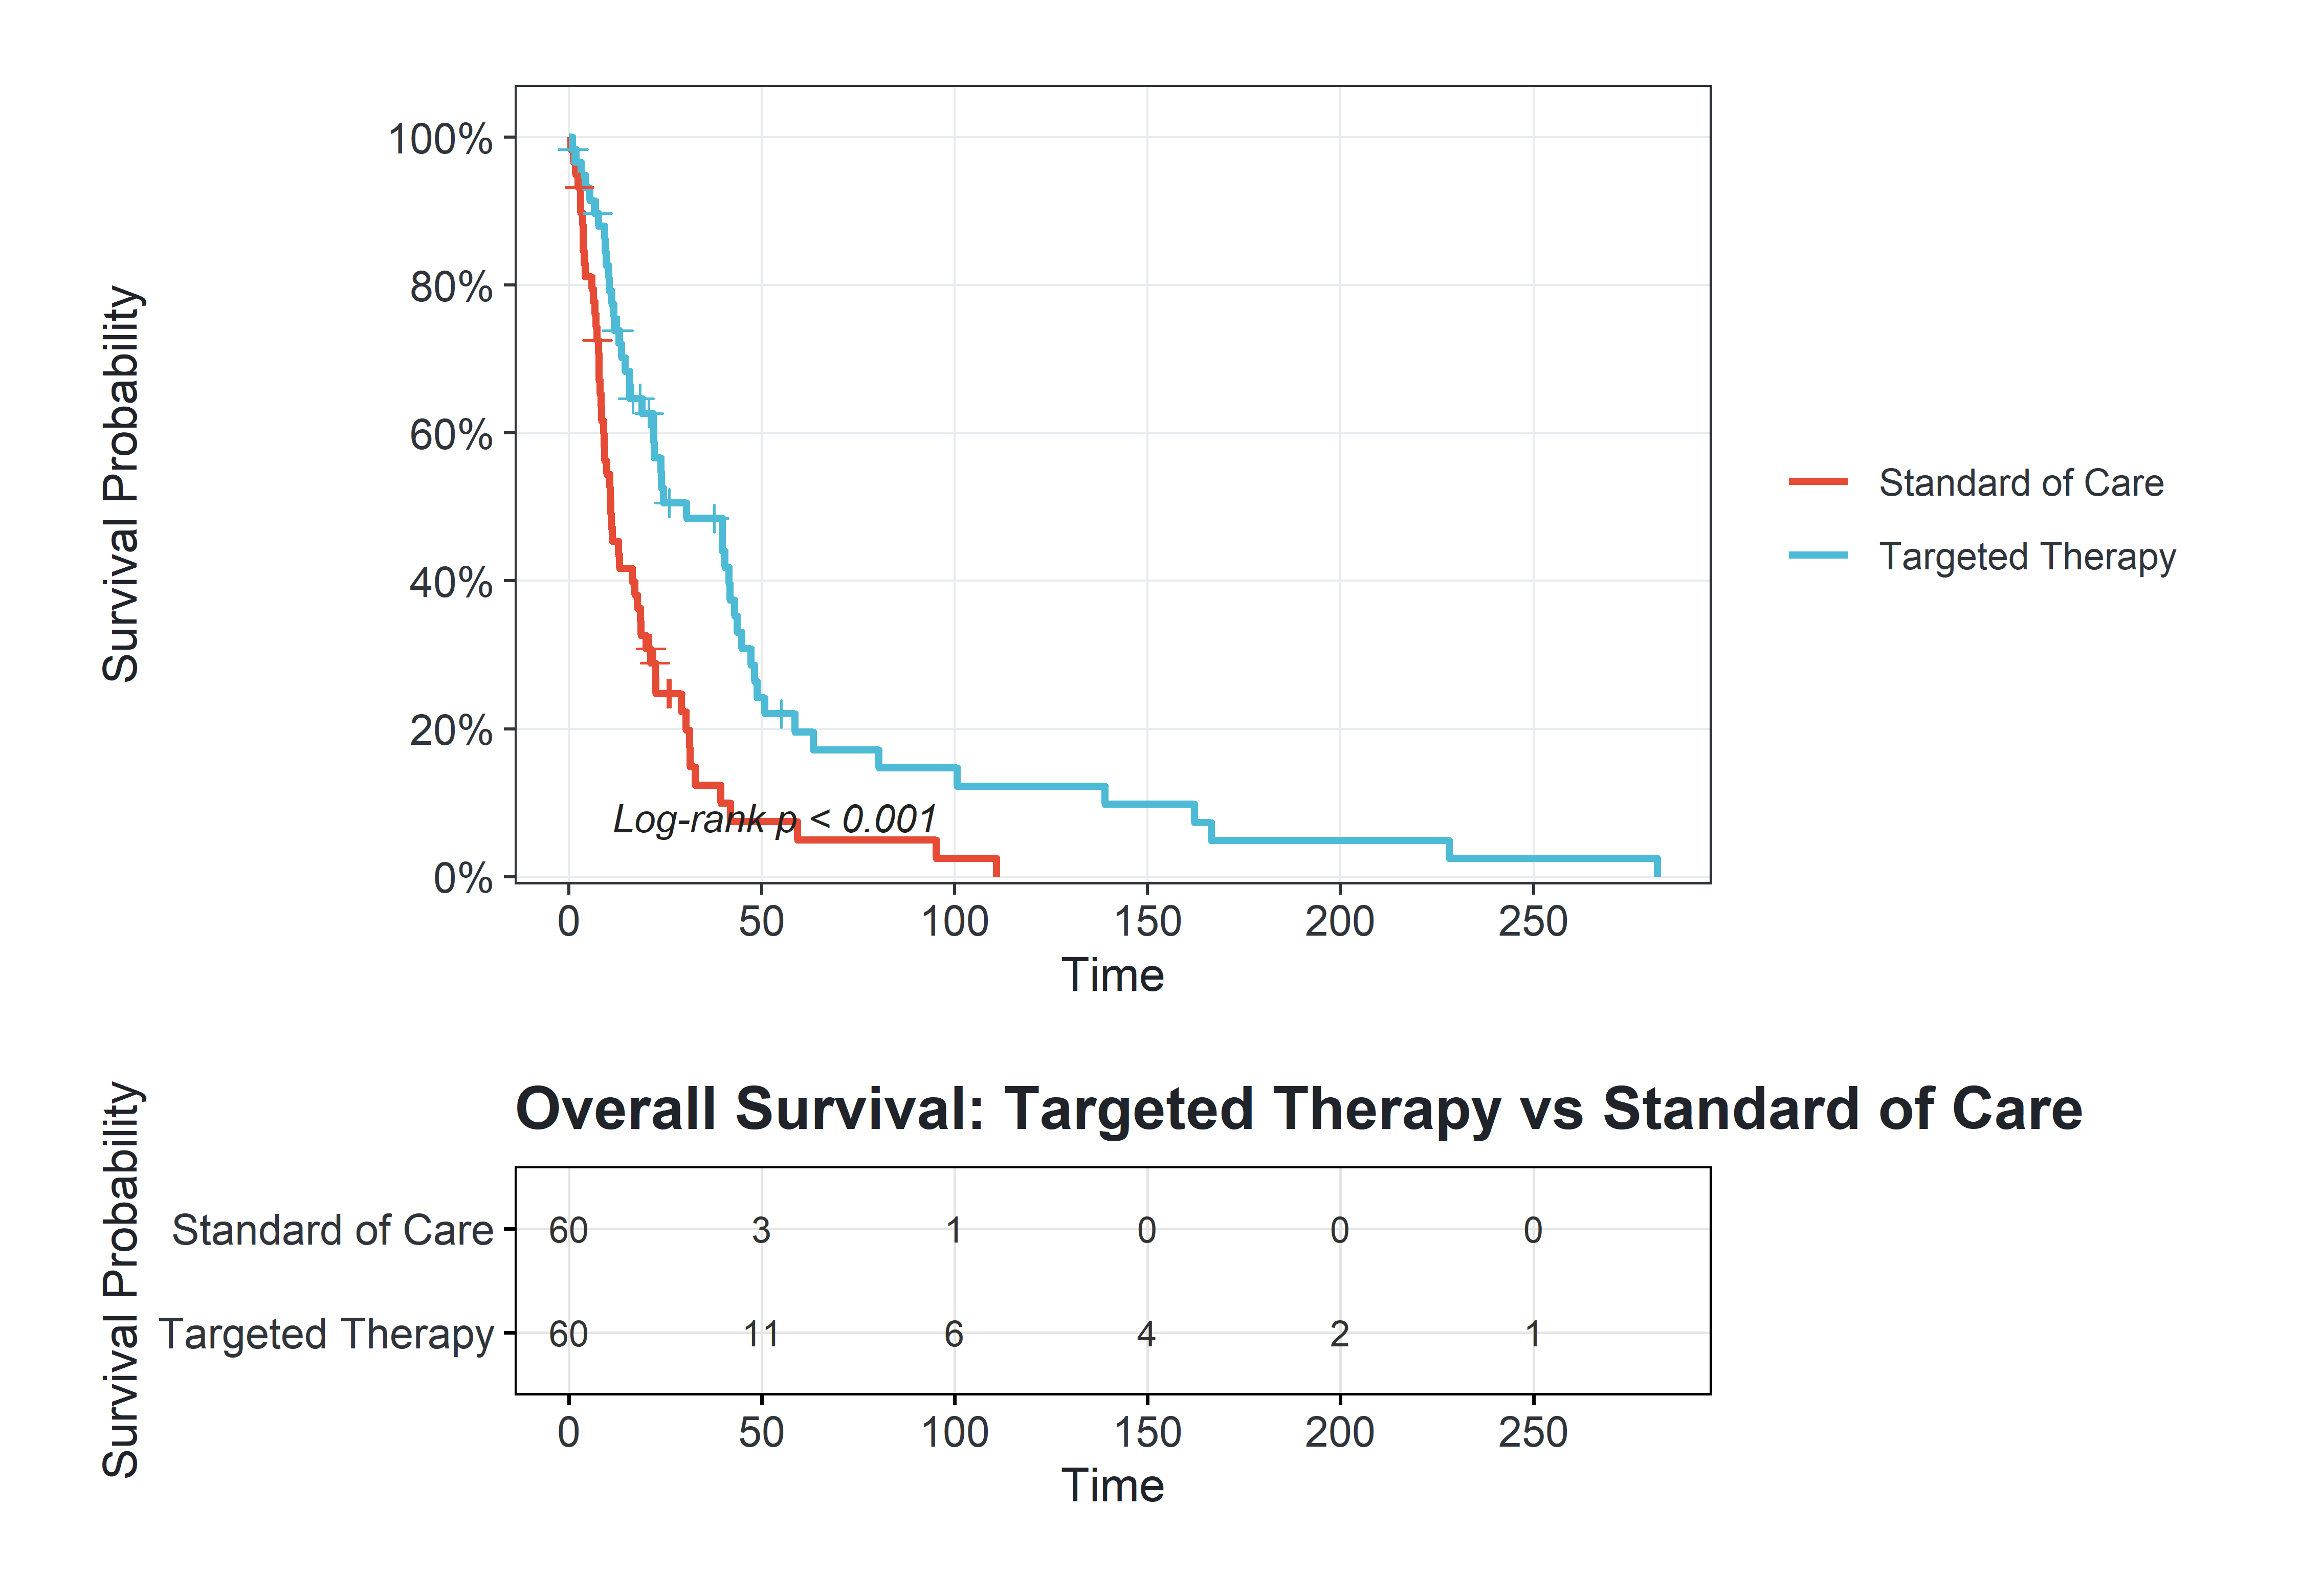 Survival Probability
100%
80%
60%
40%
20%
0%
Log-rank p < 0.001
0 50 100 150 200 250
Time
Standard of Care
Targeted Therapy
Overall Survival: Targeted Therapy vs Standard of Care
Survival Probability
Standard of Care 60 3 1 0 0 0
Targeted Therapy 60 11 6 4 2 1
0 50 100 150 200 250
Time